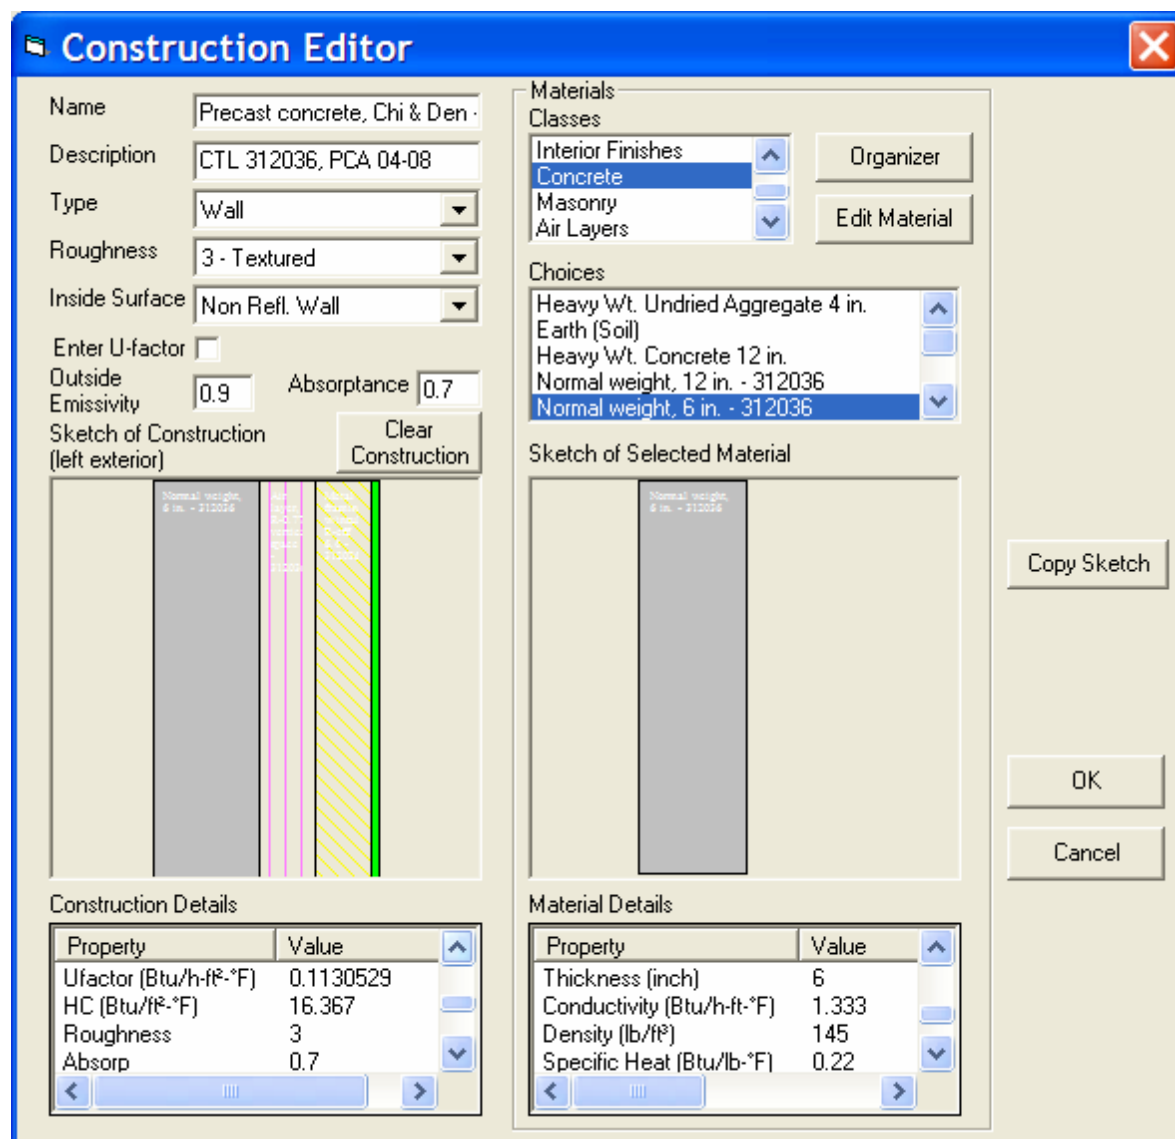 Construction Editor
Name
Precast concrete, Chi & Den -
Description
CTL 312036, PCA 04-08
Type
Wall
Roughness
3 - Textured
Inside Surface
Non Refl. Wall
Enter U-factor
Outside
Emissivity
0.9
Absorptance
0.7
Sketch of Construction
(left exterior)
Clear
Construction
Normal weight,
6 in. - 312036
Air
layer,
space
-
312036
Metal
312036
Construction Details
Property Value
Ufactor (Btu/h-ft²-°F) 0.1130529
HC (Btu/ft²-°F) 16.367
Roughness 3
Absorp 0.7
Materials
Classes
Interior Finishes
Concrete
Masonry
Air Layers
Organizer
Edit Material
Choices
Heavy Wt. Undried Aggregate 4 in.
Earth (Soil)
Heavy Wt. Concrete 12 in.
Normal weight, 12 in. - 312036
Normal weight, 6 in. - 312036
Sketch of Selected Material
Normal weight,
6 in. - 312036
Material Details
Property Value
Thickness (inch) 6
Conductivity (Btu/h-ft-°F) 1.333
Density (lb/ft³) 145
Specific Heat (Btu/lb-°F) 0.22
Copy Sketch
OK
Cancel